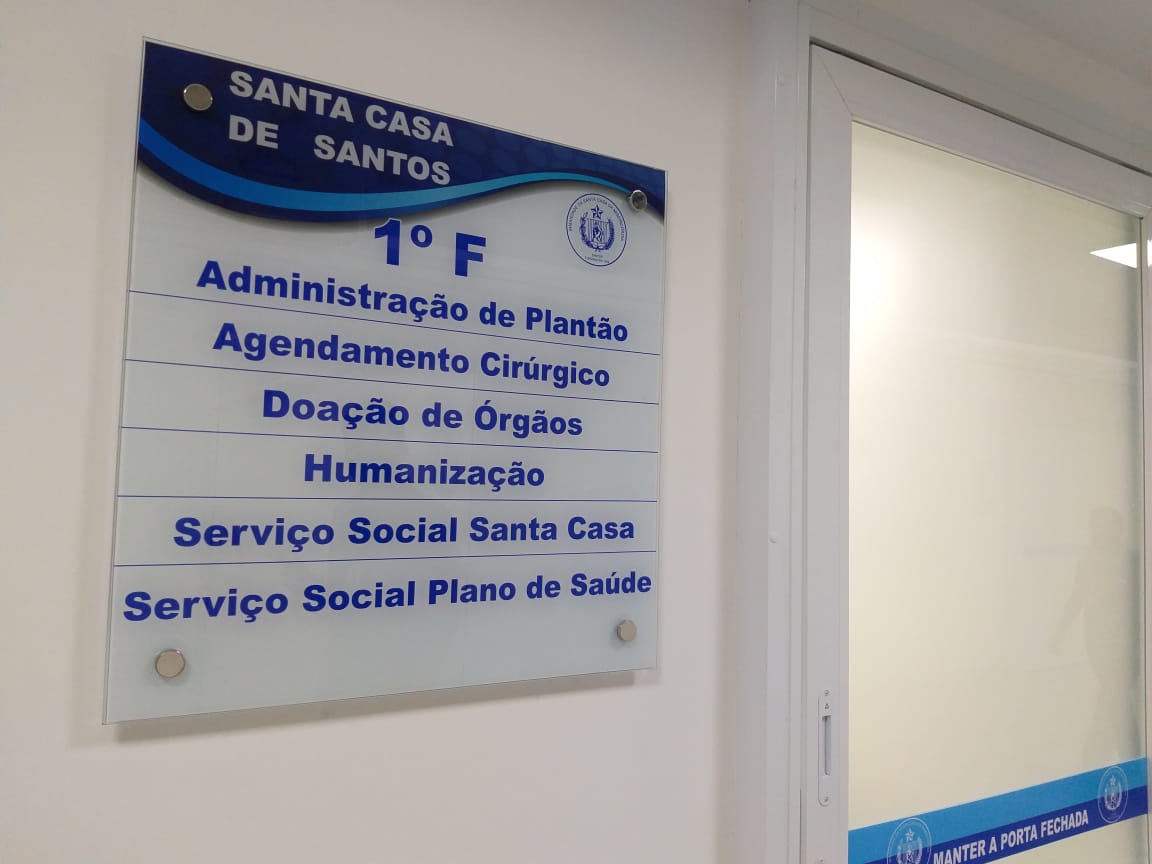 SANTA CASA
DE SANTOS
1º F
Administração de Plantão
Agendamento Cirúrgico
Doação de Órgãos
Humanização
Serviço Social Santa Casa
Serviço Social Plano de Saúde
MANTER A PORTA FECHADA